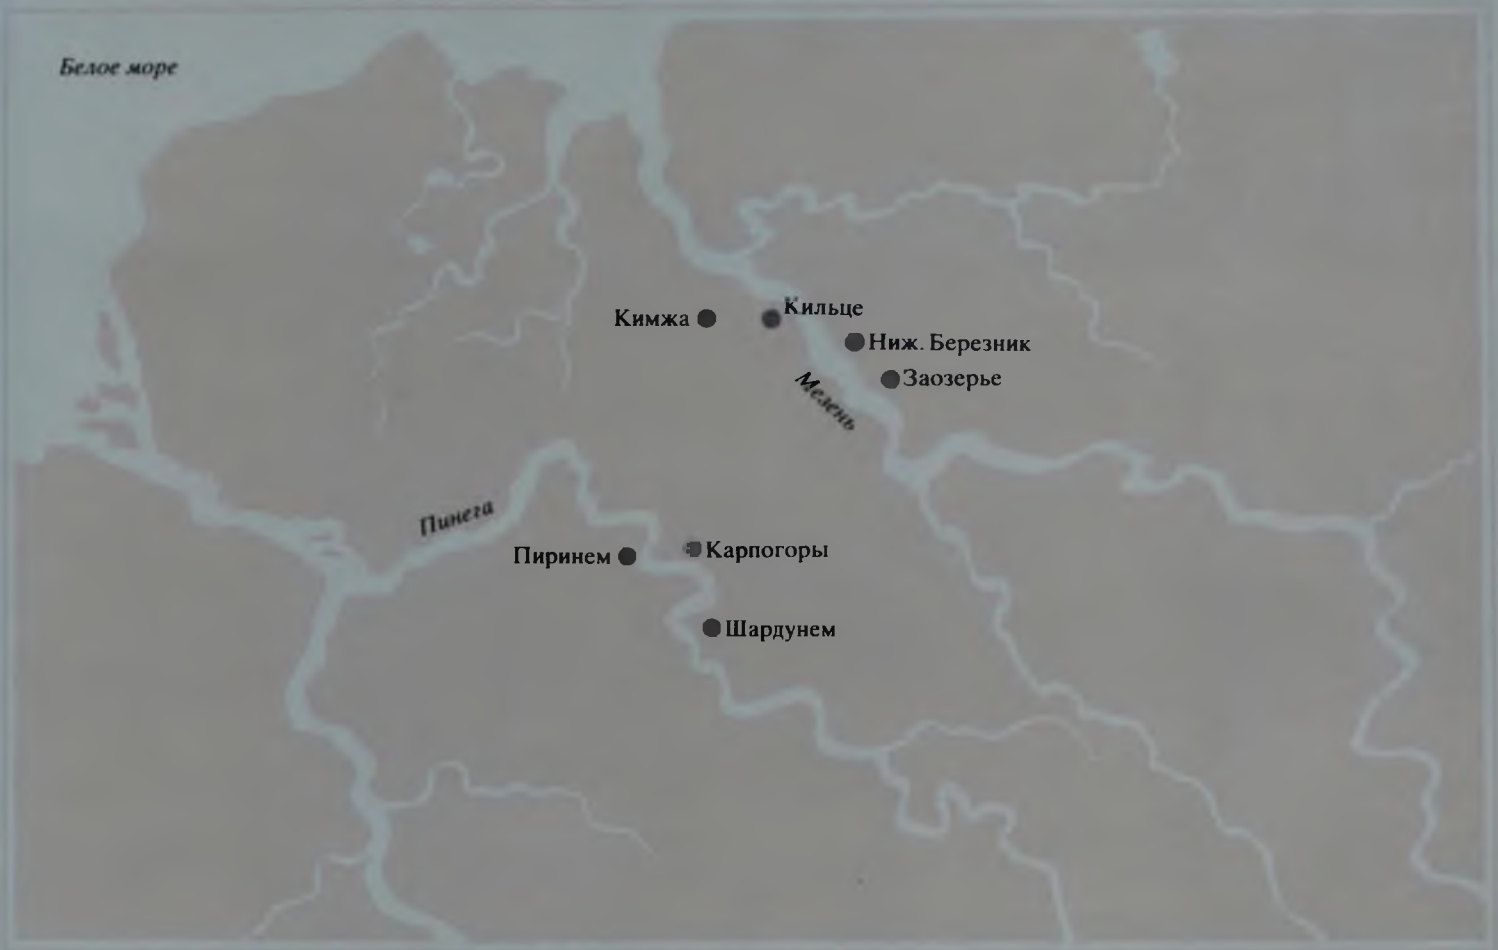 Белое море
Кильце
Кимжа
Ниж. Березник
Заозерье
Мезень
Пинега
Карпогоры
Пиринем
Шардунем